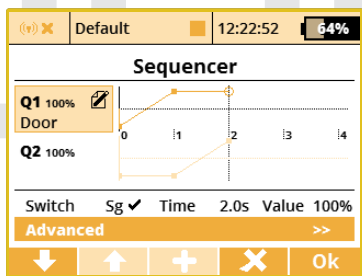 Default 12:22:52 64%
Sequencer
Q1 100%
Door
0 1 2 3 4
Q2 100%
Switch Sg ✔ Time 2.0s Value 100%
Advanced >>
Ok